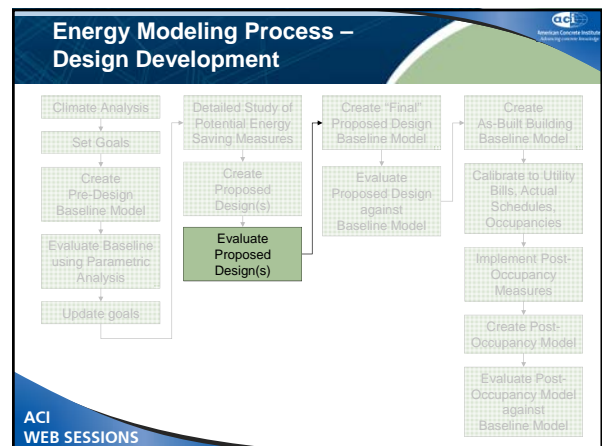 Energy Modeling Process –
Design Development
aci
American Concrete Institute
Advancing concrete knowledge
Climate Analysis
Set Goals
Create
Pre-Design
Baseline Model
Evaluate Baseline
using Parametric
Analysis
Update goals
Detailed Study of
Potential Energy
Saving Measures
Create
Proposed
Design(s)
Evaluate
Proposed
Design(s)
Create "Final"
Proposed Design
Baseline Model
Evaluate
Proposed Design
against
Baseline Model
Create
As-Built Building
Baseline Model
Calibrate to Utility
Bills, Actual
Schedules,
Occupancies
Implement Post-
Occupancy
Measures
Create Post-
Occupancy Model
Evaluate Post-
Occupancy Model
against
Baseline Model
ACI
WEB SESSIONS